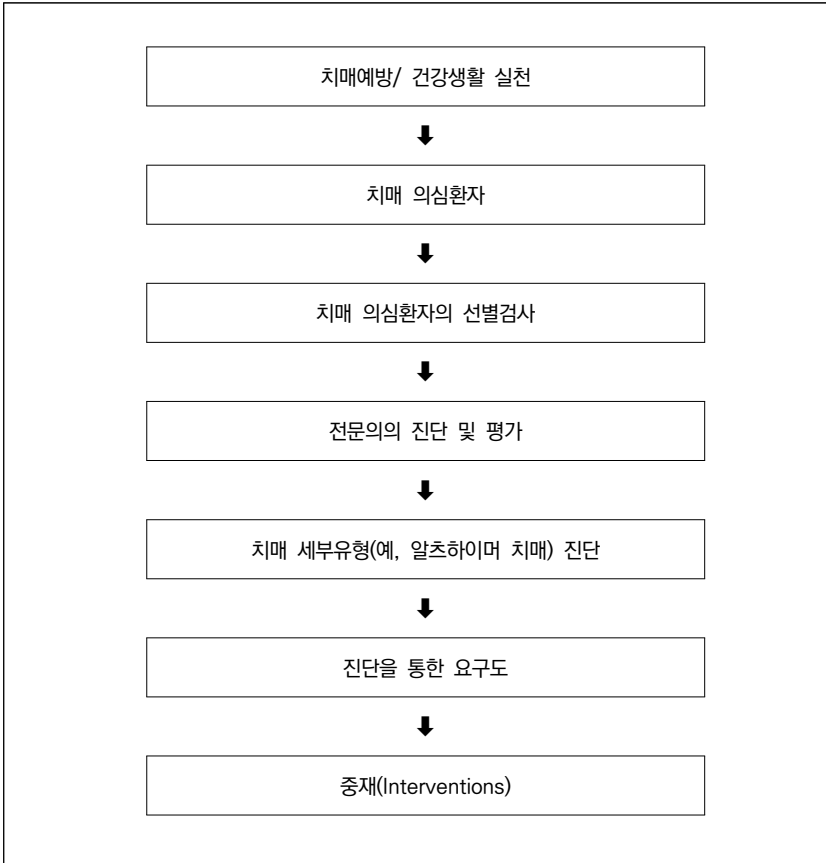 치매예방/ 건강생활 실천
치매 의심환자
치매 의심환자의 선별검사
전문의의 진단 및 평가
치매 세부유형(예, 알츠하이머 치매) 진단
진단을 통한 요구도
중재(Interventions)